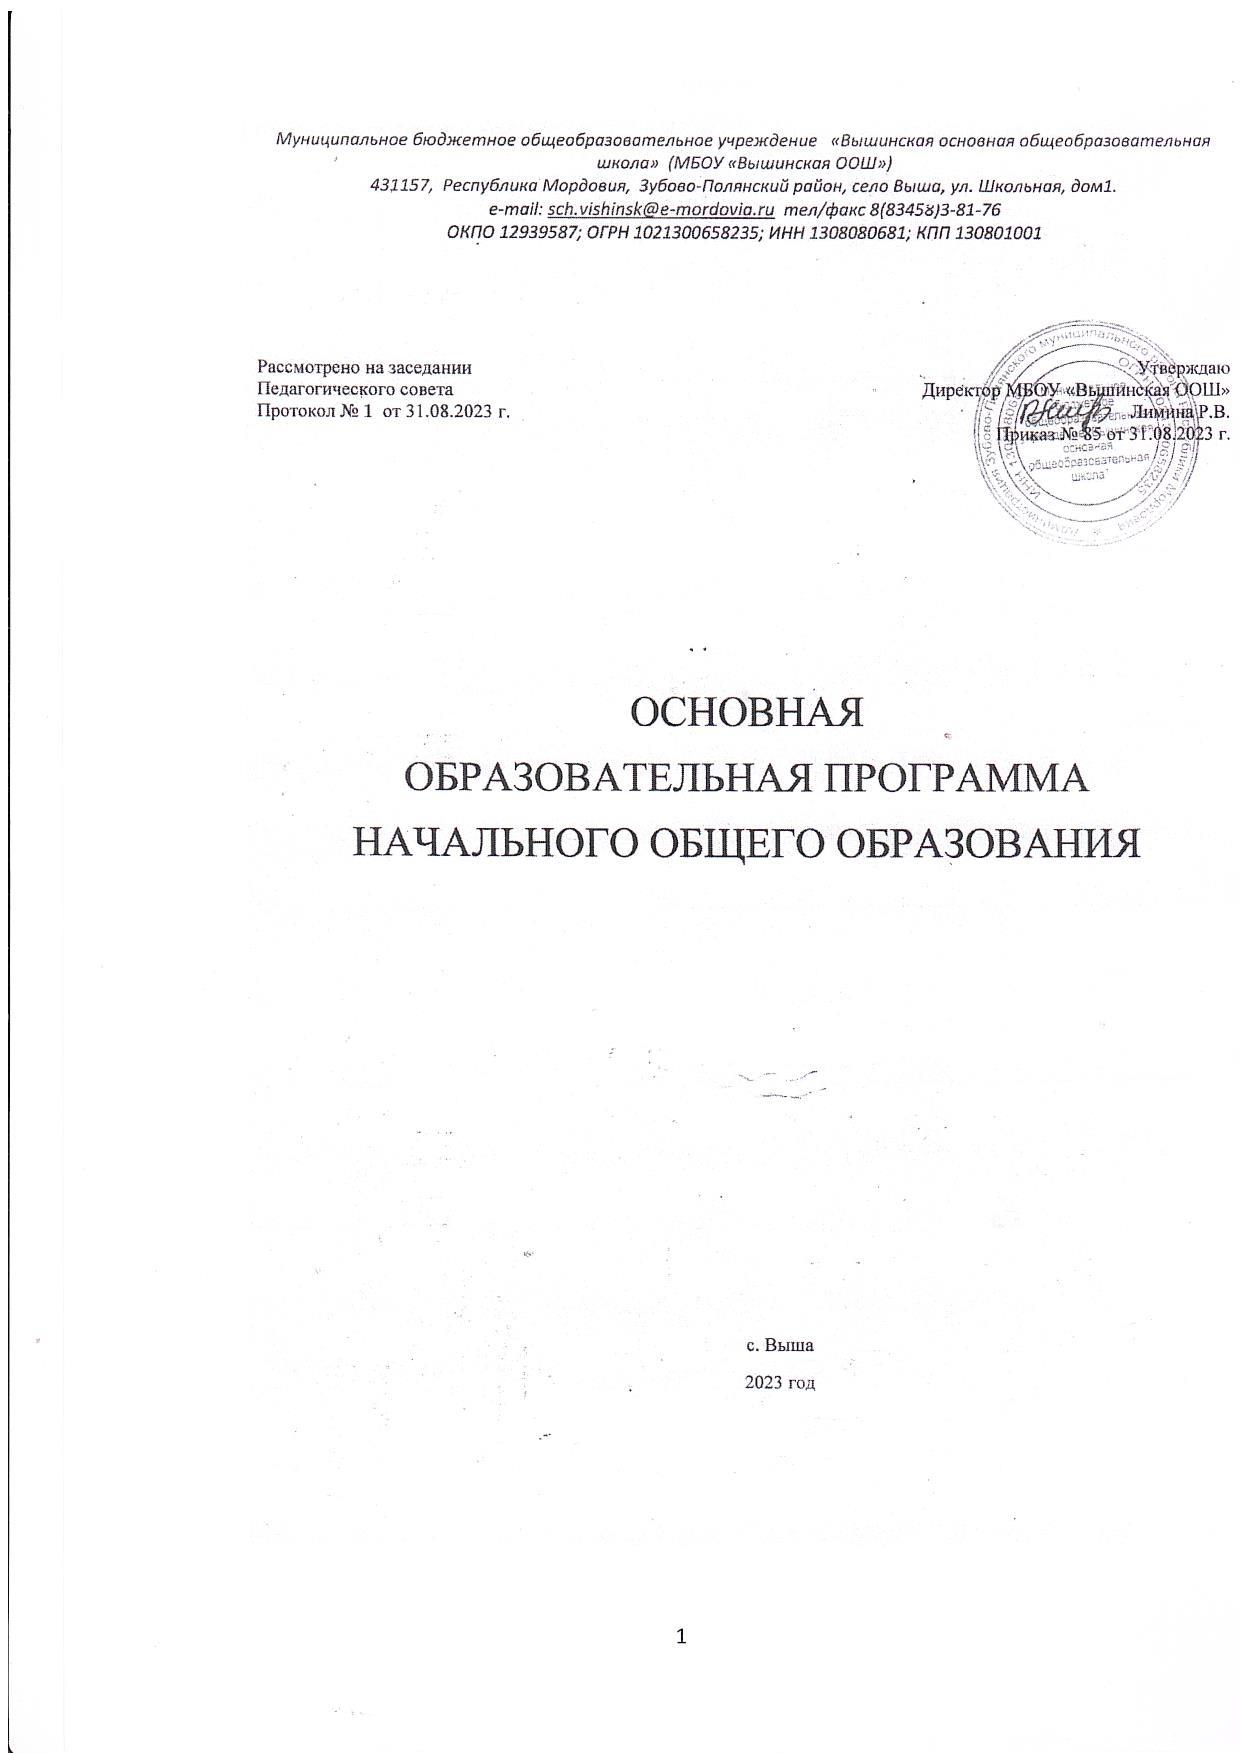 Муниципальное бюджетное общеобразовательное учреждение «Вышинская основная общеобразовательная
школа» (МБОУ «Вышинская ООШ»)
431157, Республика Мордовия, Зубово-Полянский район, село Выша, ул. Школьная, дом1.
e-mail: sch.vishinsk@e-mordovia.ru тел/факс 8(83458)3-81-76
ОКПО 12939587; ОГРН 1021300658235; ИНН 1308080681; КПП 130801001
Рассмотрено на заседании
Педагогического совета
Протокол № 1 от 31.08.2023 г.
Утверждаю
Директор МБОУ «Вышинская ООШ»
Лимина Р.В.
Приказ № 85 от 31.08.2023 г.
основная
общеобразовательная
школа"
ОСНОВНАЯ
ОБРАЗОВАТЕЛЬНАЯ ПРОГРАММА
НАЧАЛЬНОГО ОБЩЕГО ОБРАЗОВАНИЯ
с. Выша
2023 год
1